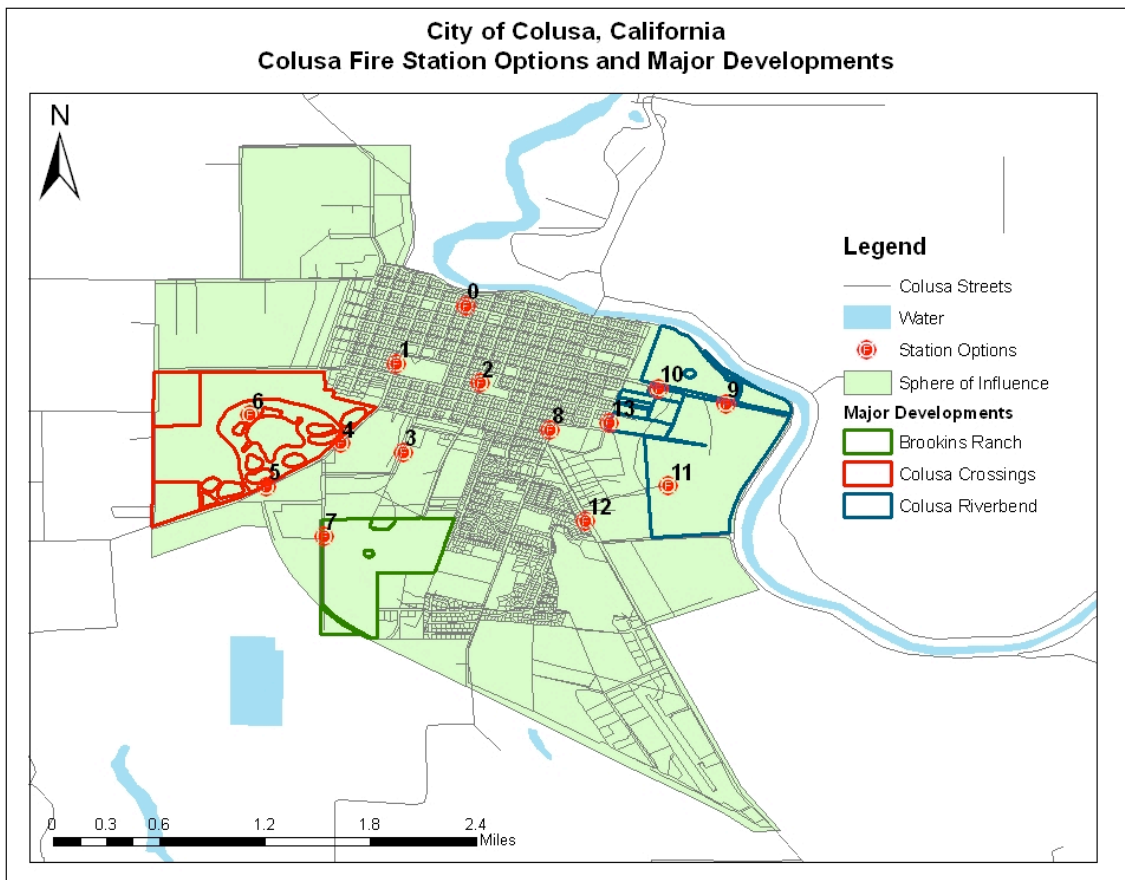 City of Colusa, California
Colusa Fire Station Options and Major Developments
N
Legend
Colusa Streets
Water
Station Options
Sphere of Influence
Major Developments
Brookins Ranch
Colusa Crossings
Colusa Riverbend
0
1
2
10
9
6
13
8
4
3
5
11
12
7
0 0.3 0.6 1.2 1.8 2.4
Miles